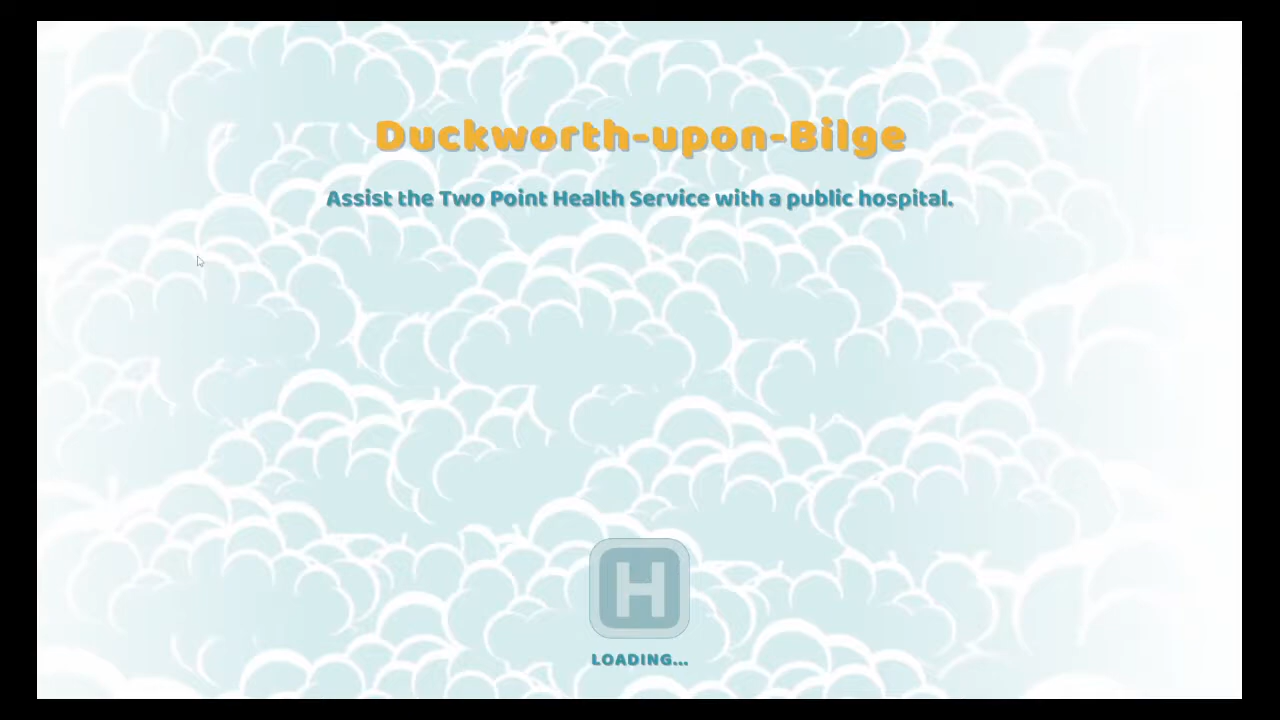 Duckworth-upon-Bilge
Assist the Two Point Health Service with a public hospital.
H
LOADING...